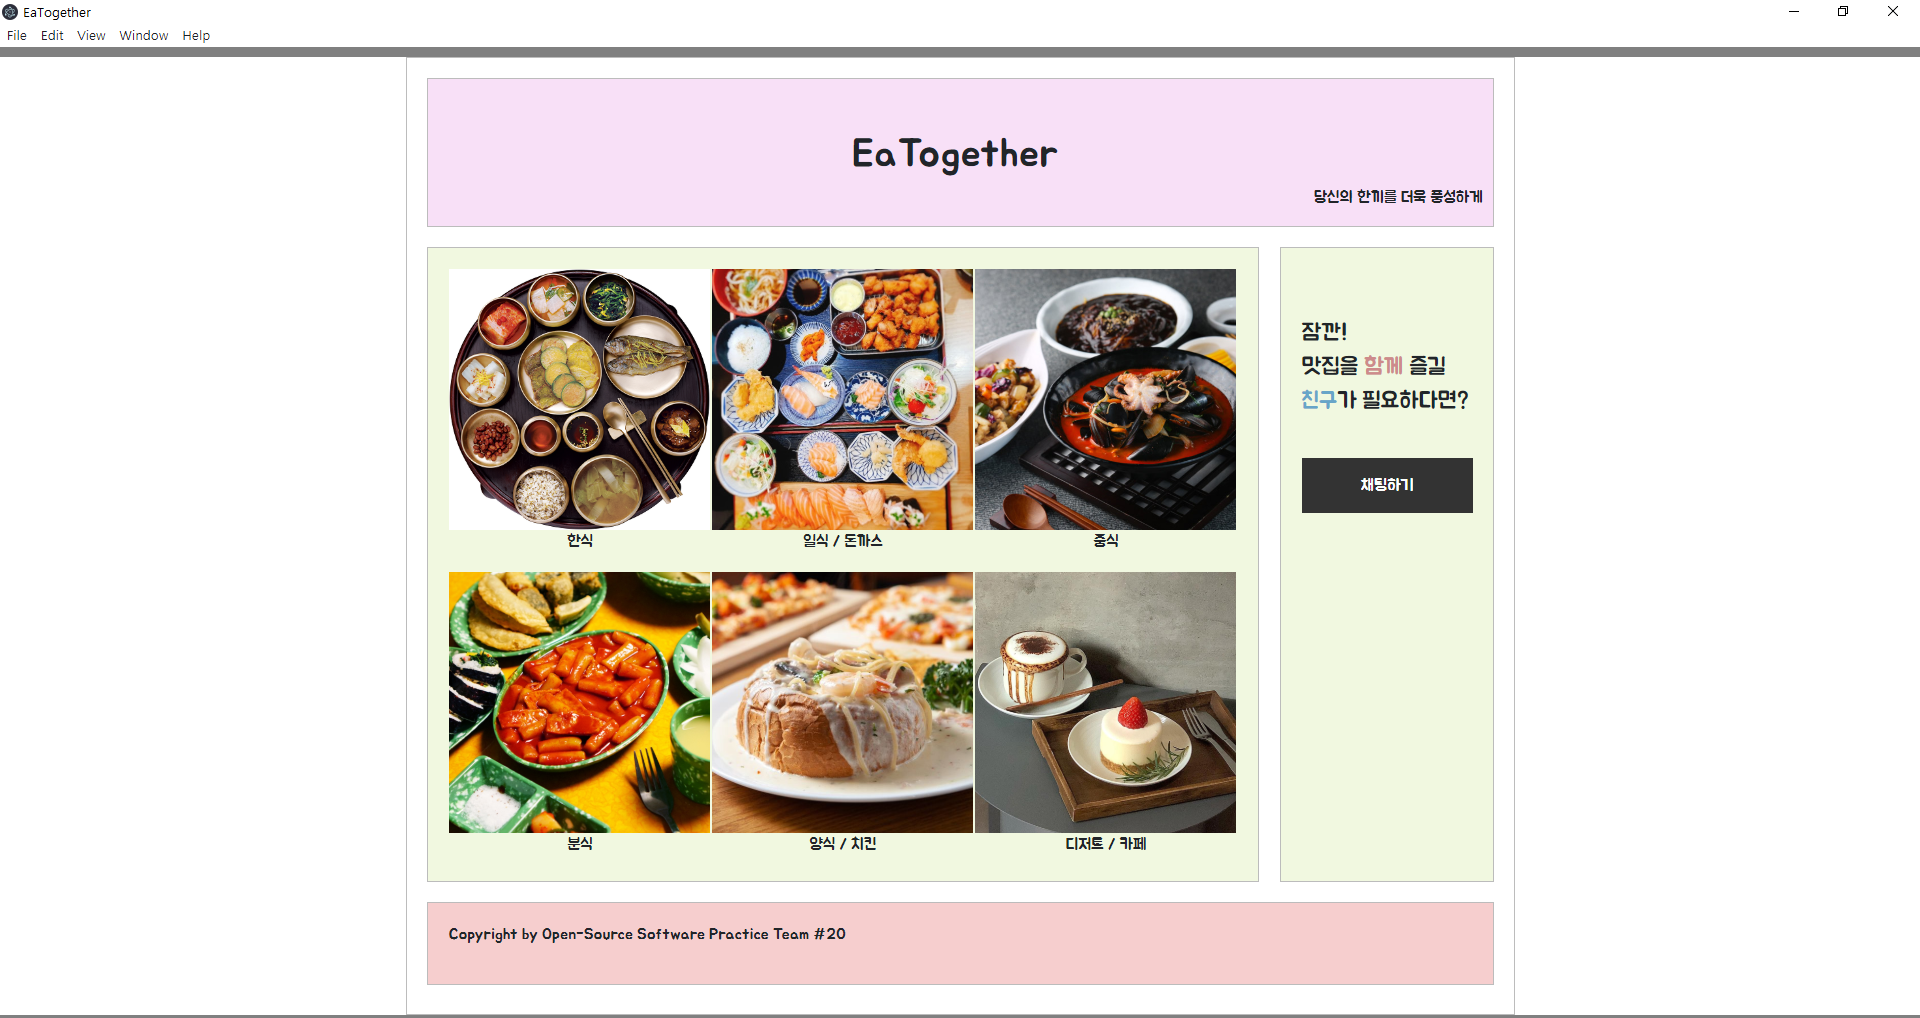 EaTogether
File Edit View Window Help
EaTogether
당신의 한끼를 더욱 풍성하게
한식
일식 / 돈까스
중식
분식
양식 / 치킨
디저트 / 카페
잠깐!
맛집을 함께 즐길
친구가 필요하다면?
채팅하기
Copyright by Open-Source Software Practice Team #20